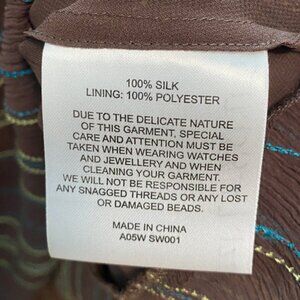 100% SILK
LINING: 100% POLYESTER
DUE TO THE DELICATE NATURE
OF THIS GARMENT, SPECIAL
CARE AND ATTENTION MUST BE
TAKEN WHEN WEARING WATCHES
AND JEWELLERY AND WHEN
CLEANING YOUR GARMENT.
WE WILL NOT BE RESPONSIBLE FOR
ANY SNAGGED THREADS OR ANY LOST
OR DAMAGED BEADS.
MADE IN CHINA
A05W SW001